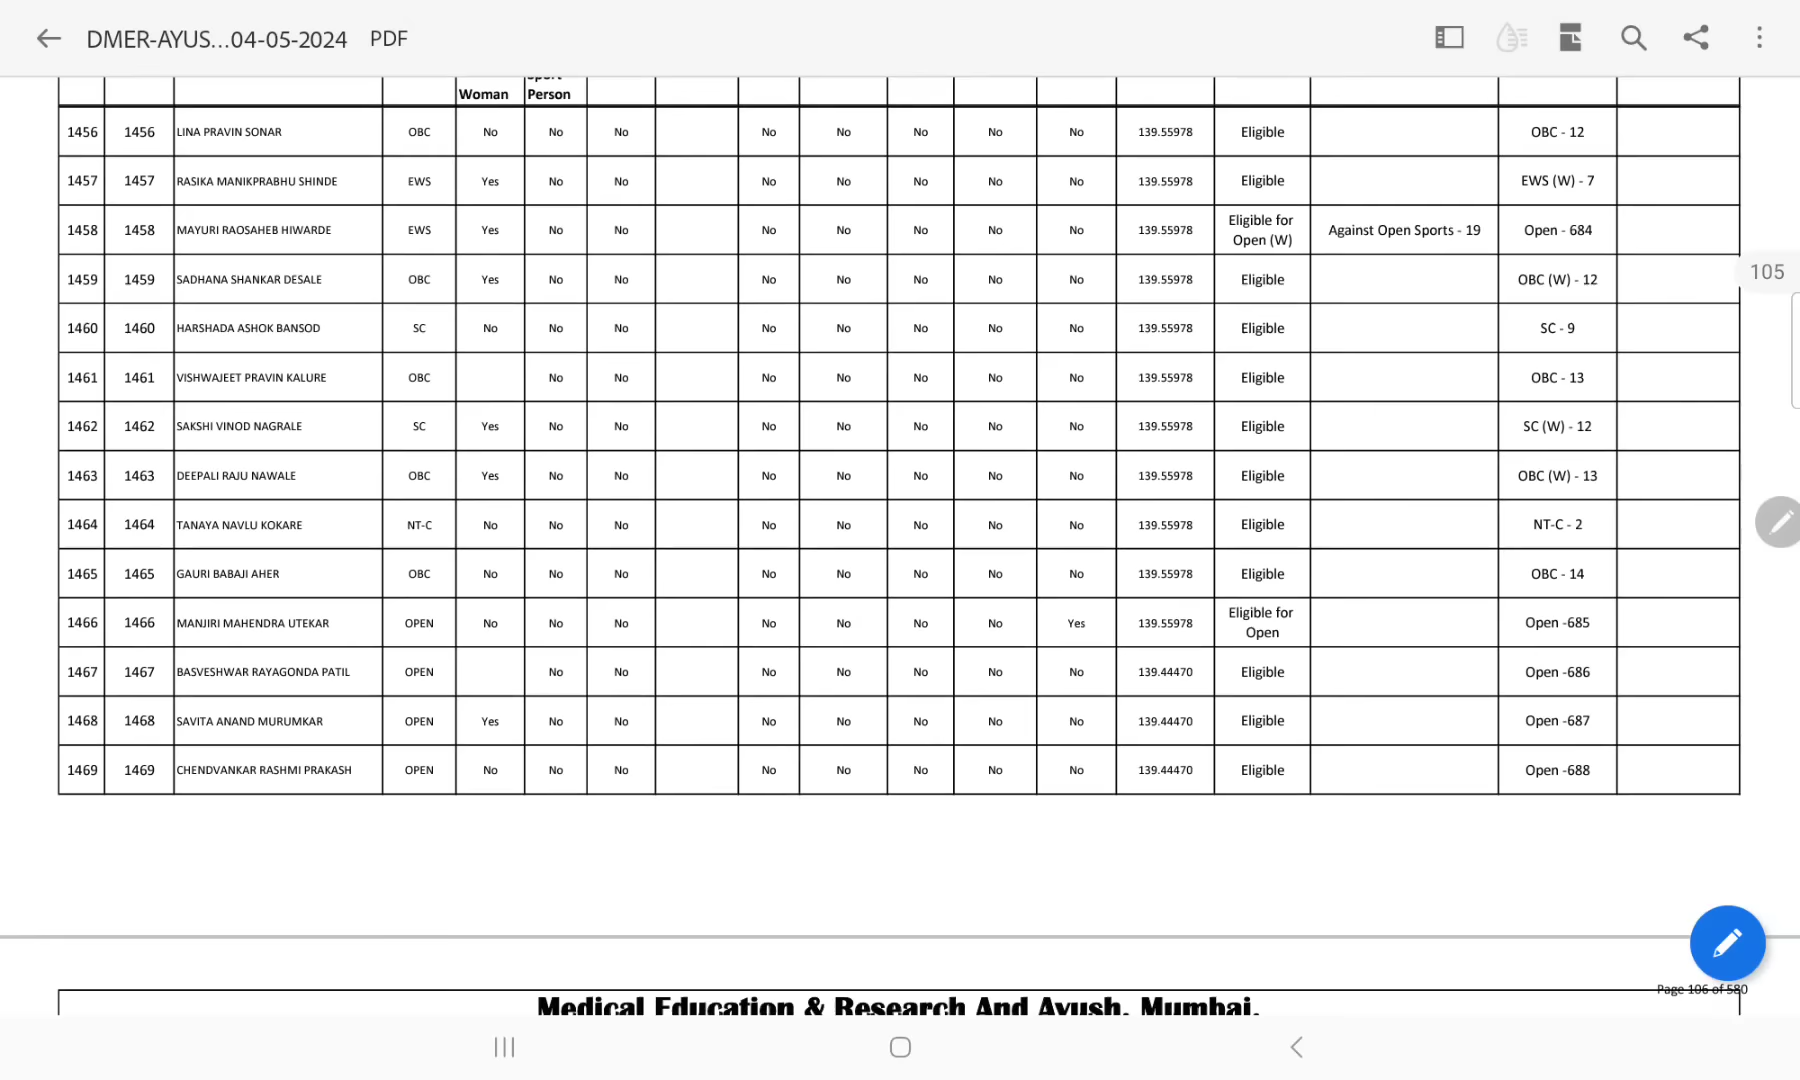 DMER-AYUS...04-05-2024 PDF
Woman Person
1456 1456 LINA PRAVIN SONAR OBC No No No No No No No No 139.55978 Eligible OBC - 12
1457 1457 RASIKA MANIKPRABHU SHINDE EWS Yes No No No No No No No 139.55978 Eligible EWS (W) - 7
1458 1458 MAYURI RAOSAHEB HIWARDE EWS Yes No No No No No No No 139.55978 Eligible for Open (W) Against Open Sports - 19 Open - 684
1459 1459 SADHANA SHANKAR DESALE OBC Yes No No No No No No No 139.55978 Eligible OBC (W) - 12
105
1460 1460 HARSHADA ASHOK BANSOD SC No No No No No No No No 139.55978 Eligible SC - 9
1461 1461 VISHWAJEET PRAVIN KALURE OBC No No No No No No No 139.55978 Eligible OBC - 13
1462 1462 SAKSHI VINOD NAGRALE SC Yes No No No No No No No 139.55978 Eligible SC (W) - 12
1463 1463 DEEPALI RAJU NAWALE OBC Yes No No No No No No No 139.55978 Eligible OBC (W) - 13
1464 1464 TANAYA NAVLU KOKARE NT-C No No No No No No No No 139.55978 Eligible NT-C - 2
1465 1465 GAURI BABAJI AHER OBC No No No No No No No No 139.55978 Eligible OBC - 14
1466 1466 MANJIRI MAHENDRA UTEKAR OPEN No No No No No No No Yes 139.55978 Eligible for Open Open -685
1467 1467 BASVESHWAR RAYAGONDA PATIL OPEN No No No No No No No 139.44470 Eligible Open -686
1468 1468 SAVITA ANAND MURUMKAR OPEN Yes No No No No No No No 139.44470 Eligible Open -687
1469 1469 CHENDVANKAR RASHMI PRAKASH OPEN No No No No No No No No 139.44470 Eligible Open -688
Page 106 of 580
Medical Education & Research And Ayush, Mumbai.